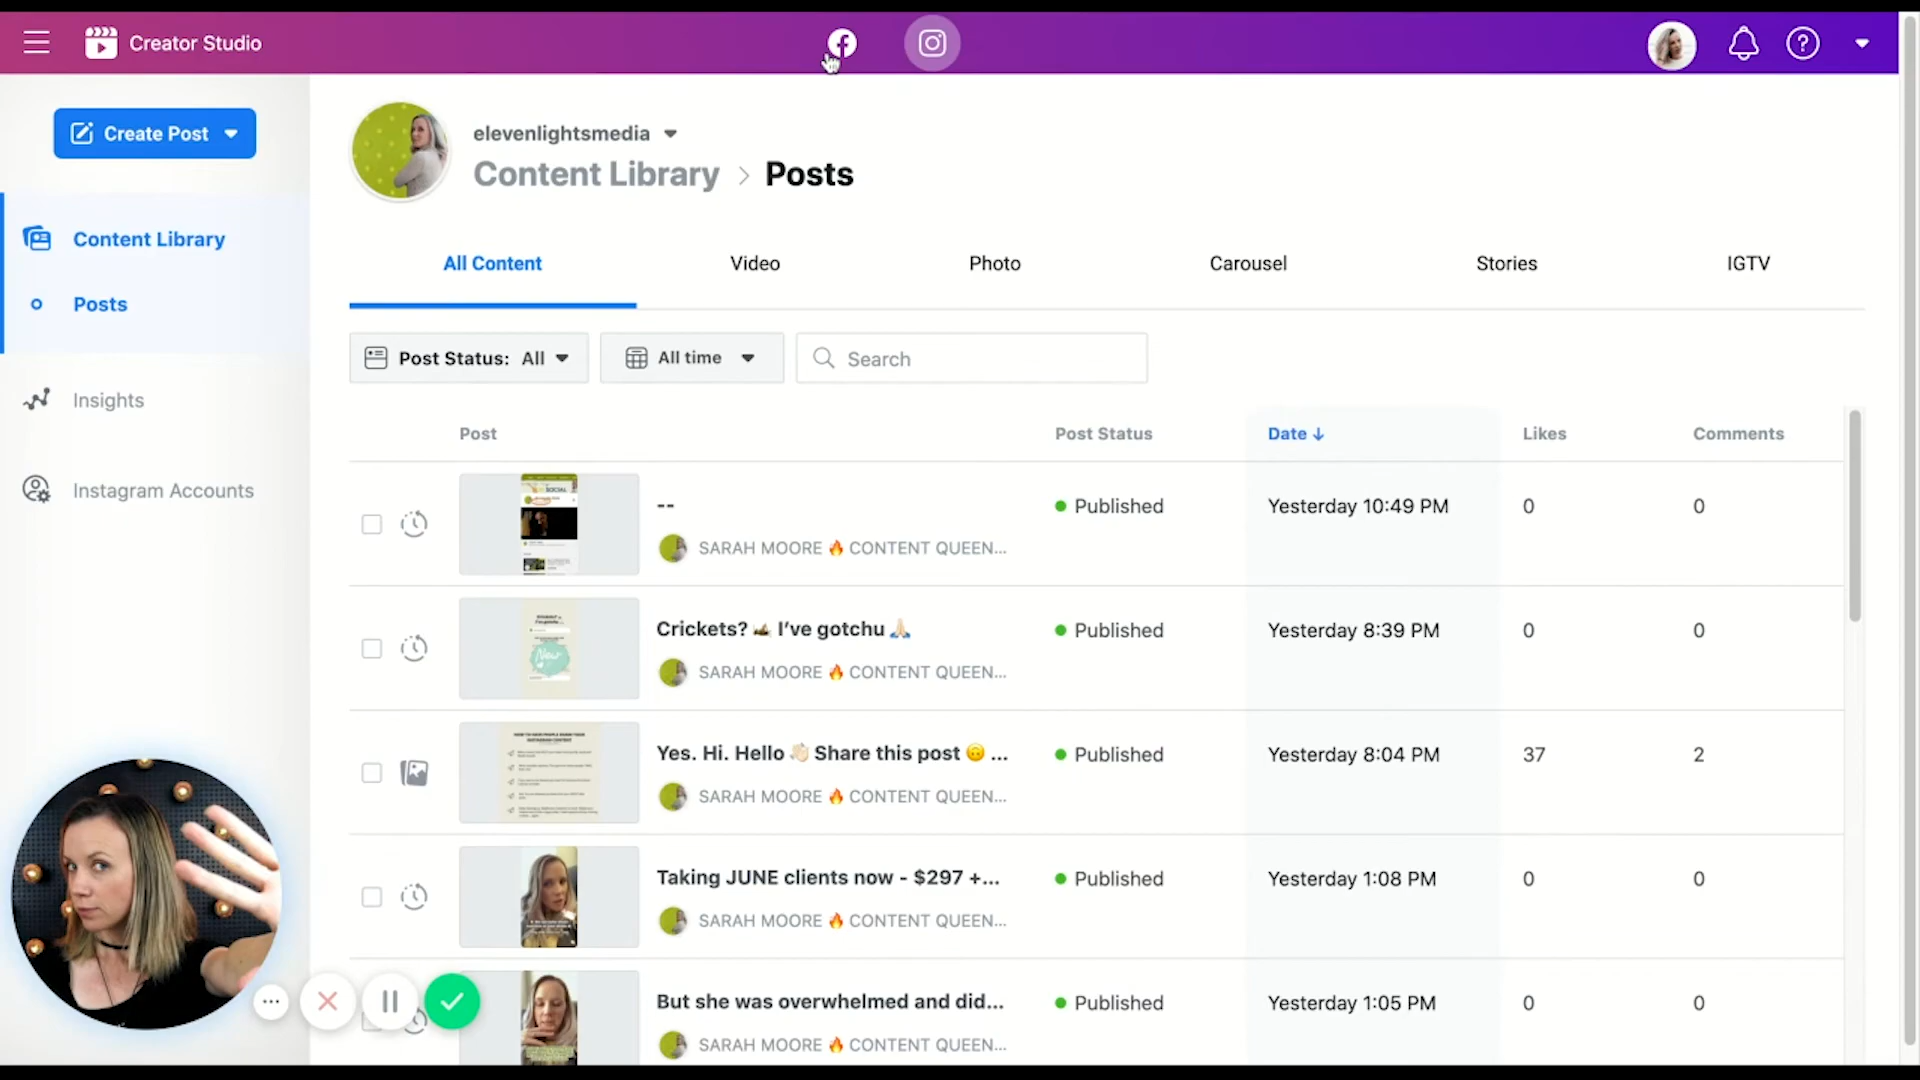 Creator Studio
Create Post
elevenlightsmedia
Content Library > Posts
Content Library
Posts
Insights
Instagram Accounts
All Content Video Photo Carousel Stories IGTV
Post Status: All All time Search
Post Post Status Date ↓ Likes Comments
SOCIAL
-- Published Yesterday 10:49 PM 0 0
SARAH MOORE 🔥 CONTENT QUEEN...
New
Crickets? 🦗 I've gotchu 🙏🏻 Published Yesterday 8:39 PM 0 0
SARAH MOORE 🔥 CONTENT QUEEN...
Yes. Hi. Hello 👋🏻 Share this post 🙃 ... Published Yesterday 8:04 PM 37 2
SARAH MOORE 🔥 CONTENT QUEEN...
Taking JUNE clients now - $297 +... Published Yesterday 1:08 PM 0 0
SARAH MOORE 🔥 CONTENT QUEEN...
But she was overwhelmed and did... Published Yesterday 1:05 PM 0 0
SARAH MOORE 🔥 CONTENT QUEEN...